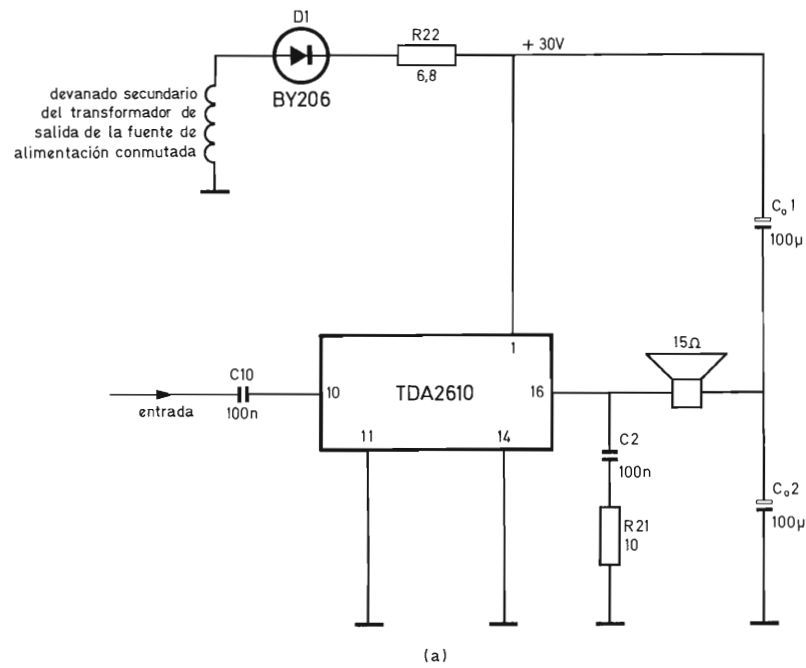 D1
BY206
R22
6,8
+ 30V
devanado secundario
del transformador de
salida de la fuente de
alimentación conmutada
Co1
100µ
15Ω
1
C10
100n
10
TDA2610
16
entrada
11
14
C2
100n
R21
10
Co2
100µ
(a)